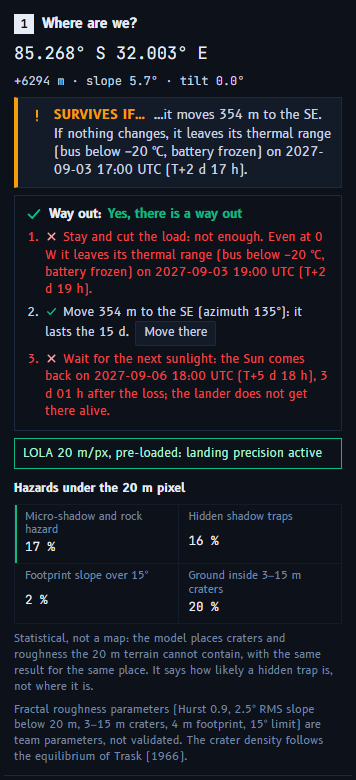 1 Where are we?
85.268° S 32.003° E
+6294 m · slope 5.7° · tilt 0.0°
! SURVIVES IF… …it moves 354 m to the SE.
If nothing changes, it leaves its thermal range
(bus below −20 °C, battery frozen) on 2027-
09-03 17:00 UTC (T+2 d 17 h).
✓ Way out: Yes, there is a way out
1. ✕ Stay and cut the load: not enough. Even at 0
W it leaves its thermal range (bus below −20 °C,
battery frozen) on 2027-09-03 19:00 UTC (T+2
d 19 h).
2. ✓ Move 354 m to the SE (azimuth 135°): it
lasts the 15 d. Move there
3. ✕ Wait for the next sunlight: the Sun comes
back on 2027-09-06 18:00 UTC (T+5 d 18 h), 3
d 01 h after the loss; the lander does not get
there alive.
LOLA 20 m/px, pre-loaded: landing precision active
Hazards under the 20 m pixel
Micro-shadow and rock
hazard
17 %
Hidden shadow traps
16 %
Footprint slope over 15°
2 %
Ground inside 3–15 m
craters
20 %
Statistical, not a map: the model places craters and
roughness the 20 m terrain cannot contain, with the same
result for the same place. It says how likely a hidden trap is,
not where it is.
Fractal roughness parameters (Hurst 0.9, 2.5° RMS slope
below 20 m, 3–15 m craters, 4 m footprint, 15° limit) are
team parameters, not validated. The crater density follows
the equilibrium of Trask (1966).